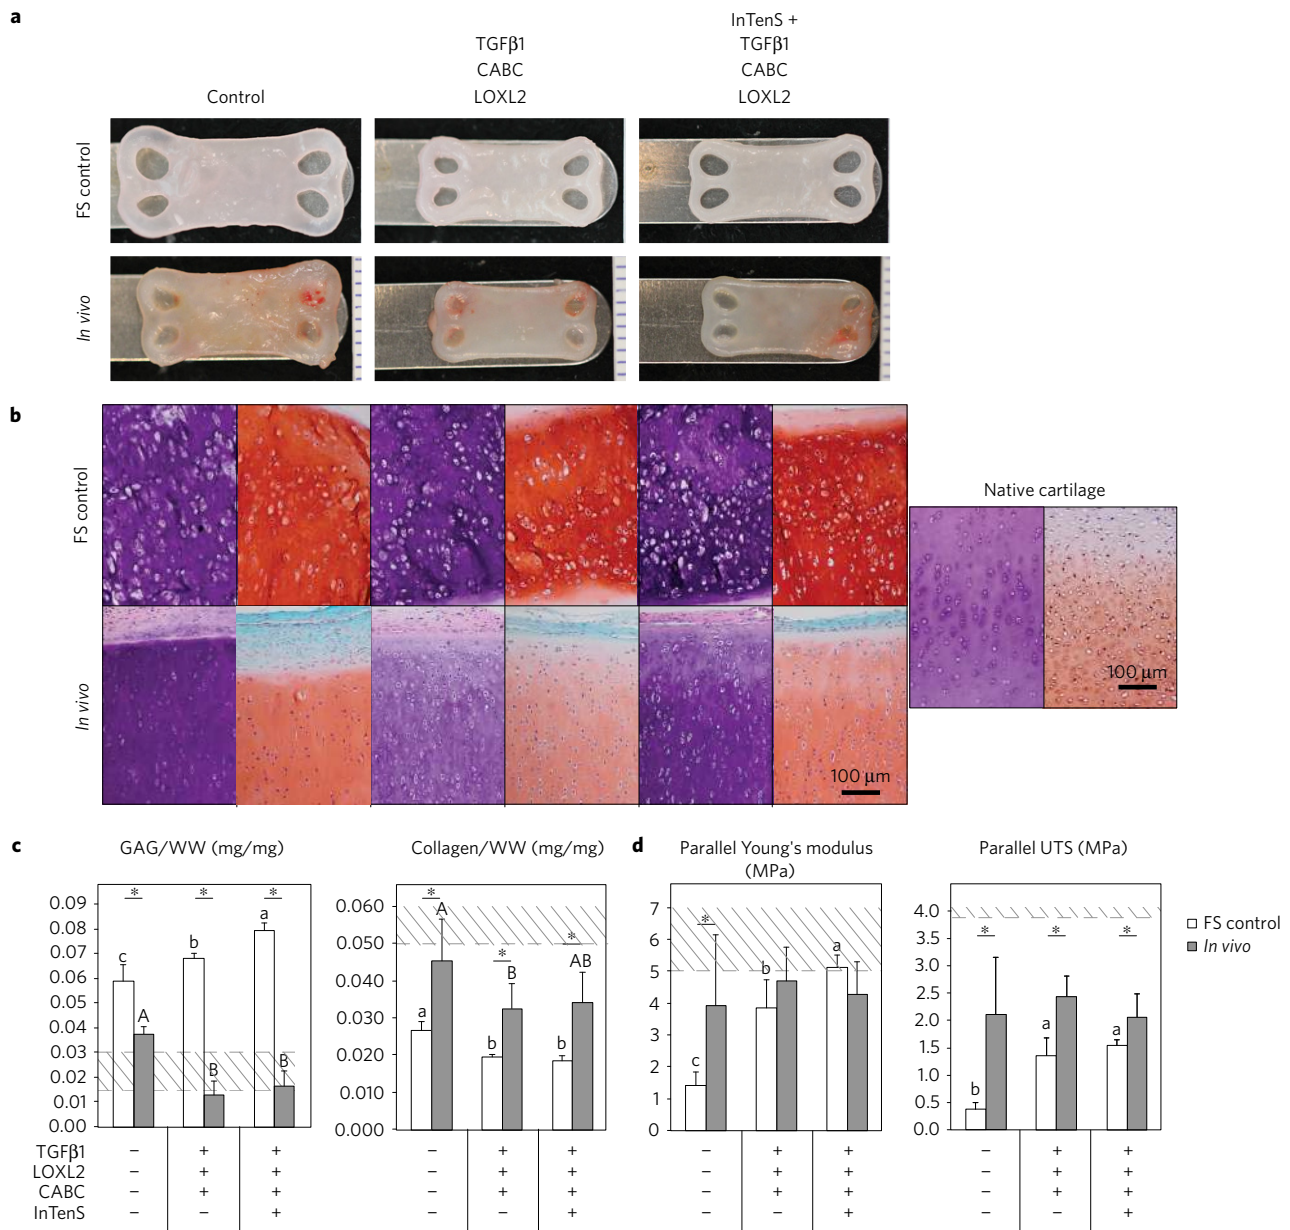 a
InTenS +
TGFβ1
TGFβ1
CABC
CABC
Control
LOXL2
LOXL2
FS control
In vivo
b
FS control
In vivo
Native cartilage
100 μm
100 μm
c
GAG/WW (mg/mg)
Collagen/WW (mg/mg)
d
Parallel Young's modulus
(MPa)
Parallel UTS (MPa)
0.09
0.08
0.07
0.06
0.05
0.04
0.03
0.02
0.01
0.00
* * *
c A b B a B
0.060
0.050
0.040
0.030
0.020
0.010
0.000
* * *
a A b B b AB
7
6
5
4
3
2
1
0
*
c b a
4.0
3.5
3.0
2.5
2.0
1.5
1.0
0.5
0.0
* * *
b a a
FS control
In vivo
TGFβ1 – + + – + + – + + – + +
LOXL2 – + + – + + – + + – + +
CABC – + + – + + – + + – + +
InTenS – – + – – + – – + – – +